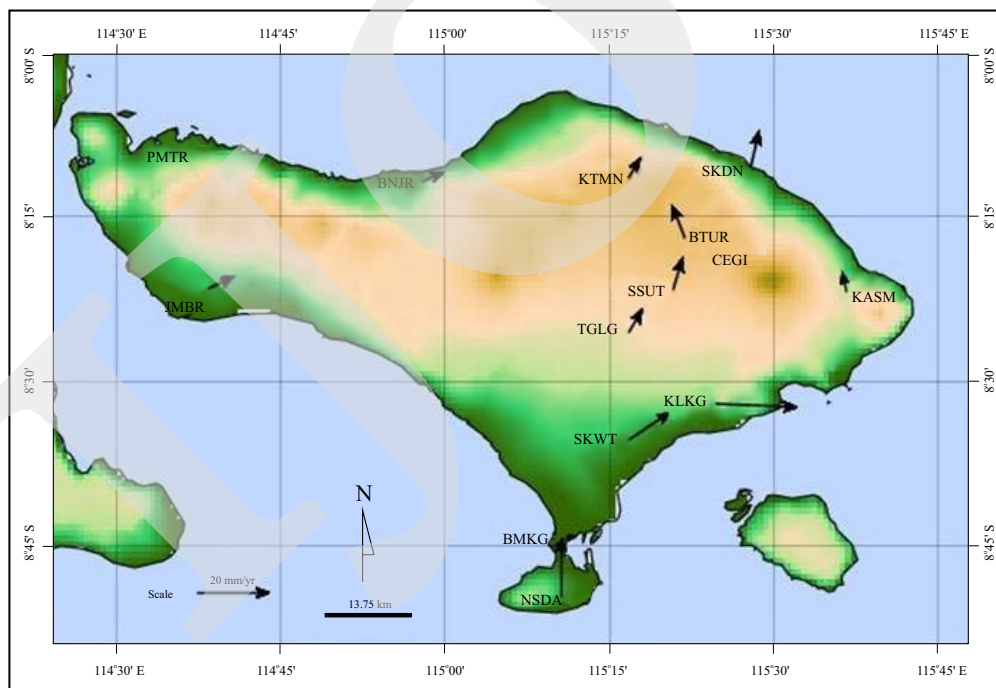 114°30' E 114°45' 115°00' 115°15' 115°30' 115°45' E
8°00' S 8°00' S
PMTR
SKDN
KTMN
BNJR
8°15' 8°15'
BTUR
CEGI
SSUT
KASM
JMBR
TGLG
8°30' 8°30'
KLKG
SKWT
N
BMKG
8°45' S 8°45' S
20 mm/yr
Scale
NSDA
13.75 km
114°30' E 114°45' 115°00' 115°15' 115°30' 115°45' E